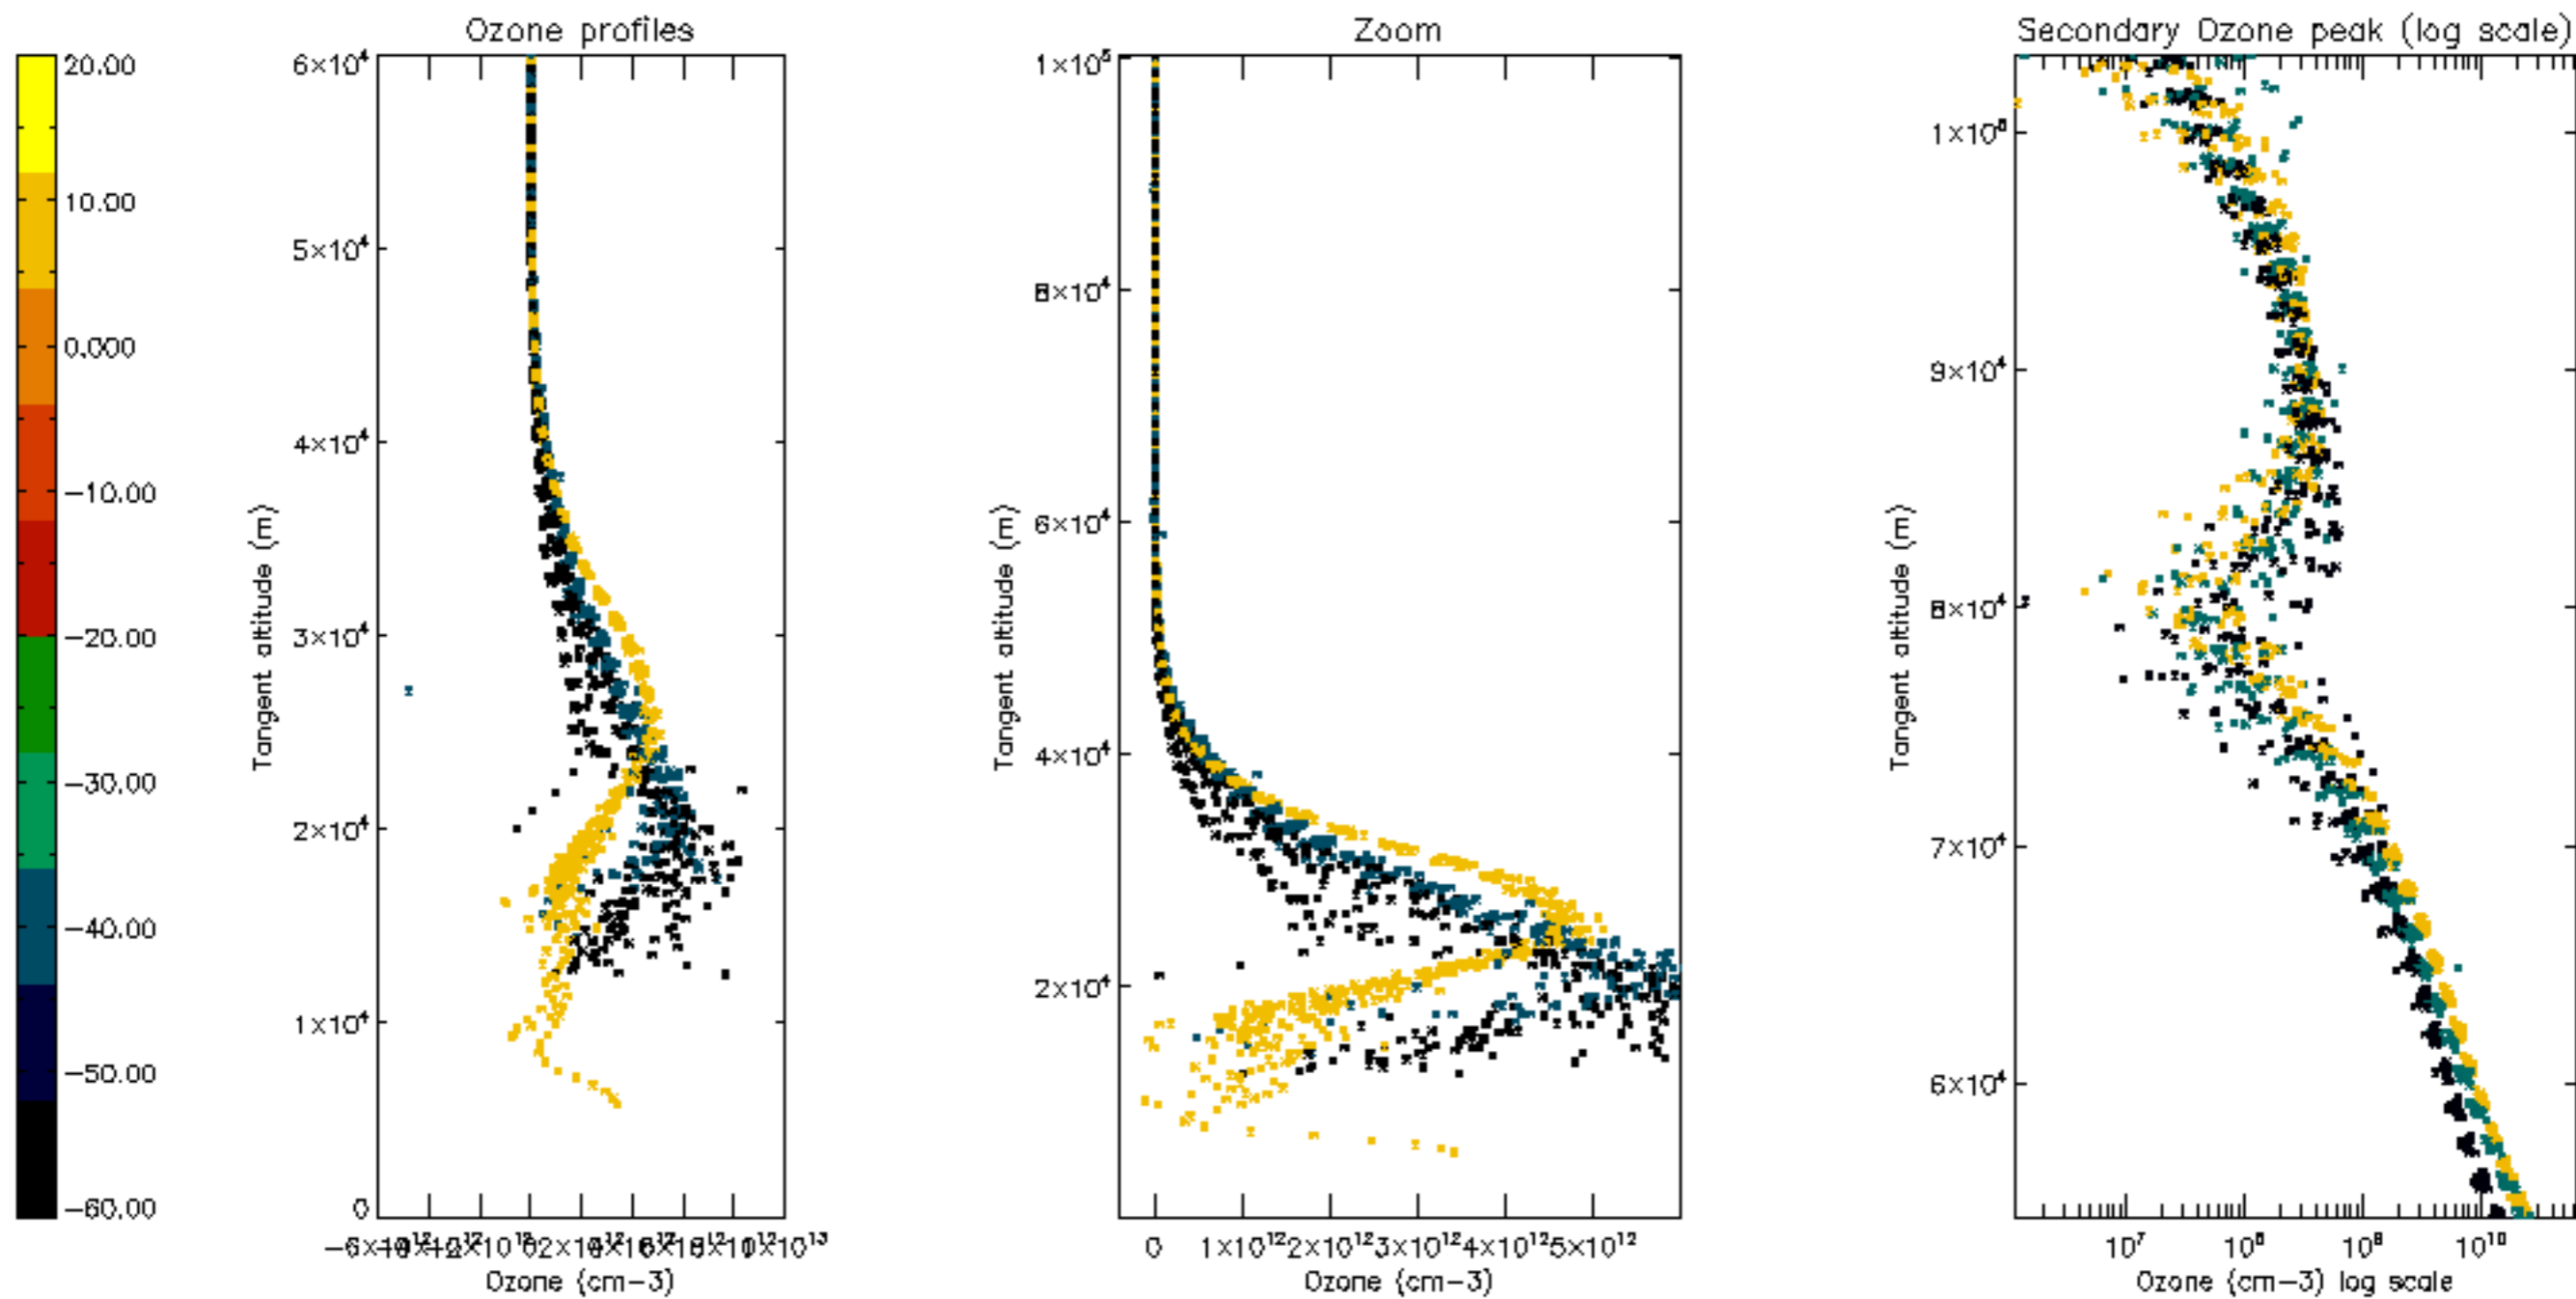 Ozone profiles
Zoom
Secondary Ozone peak (log scale)
20.00
10.00
0.000
−10.00
−20.00
−30.00
−40.00
−50.00
−60.00
6×10⁴
5×10⁴
4×10⁴
3×10⁴
2×10⁴
1×10⁴
0
Tangent altitude (m)
Ozone (cm−3)
1×10⁵
8×10⁴
6×10⁴
4×10⁴
2×10⁴
Tangent altitude (m)
0 1×10¹² 2×10¹² 3×10¹² 4×10¹² 5×10¹²
Ozone (cm−3)
9×10⁴
8×10⁴
7×10⁴
6×10⁴
Tangent altitude (m)
10⁷ 10⁸ 10⁹ 10¹⁰
Ozone (cm−3) log scale